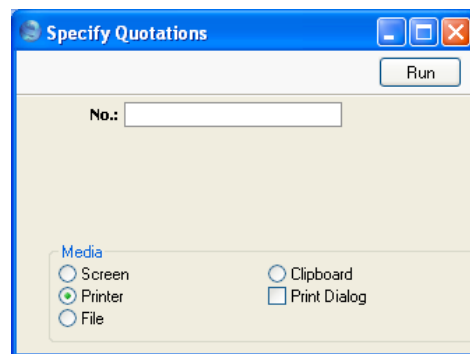 Specify Quotations
Run
No.:
Media
Screen
Clipboard
Printer
Print Dialog
File